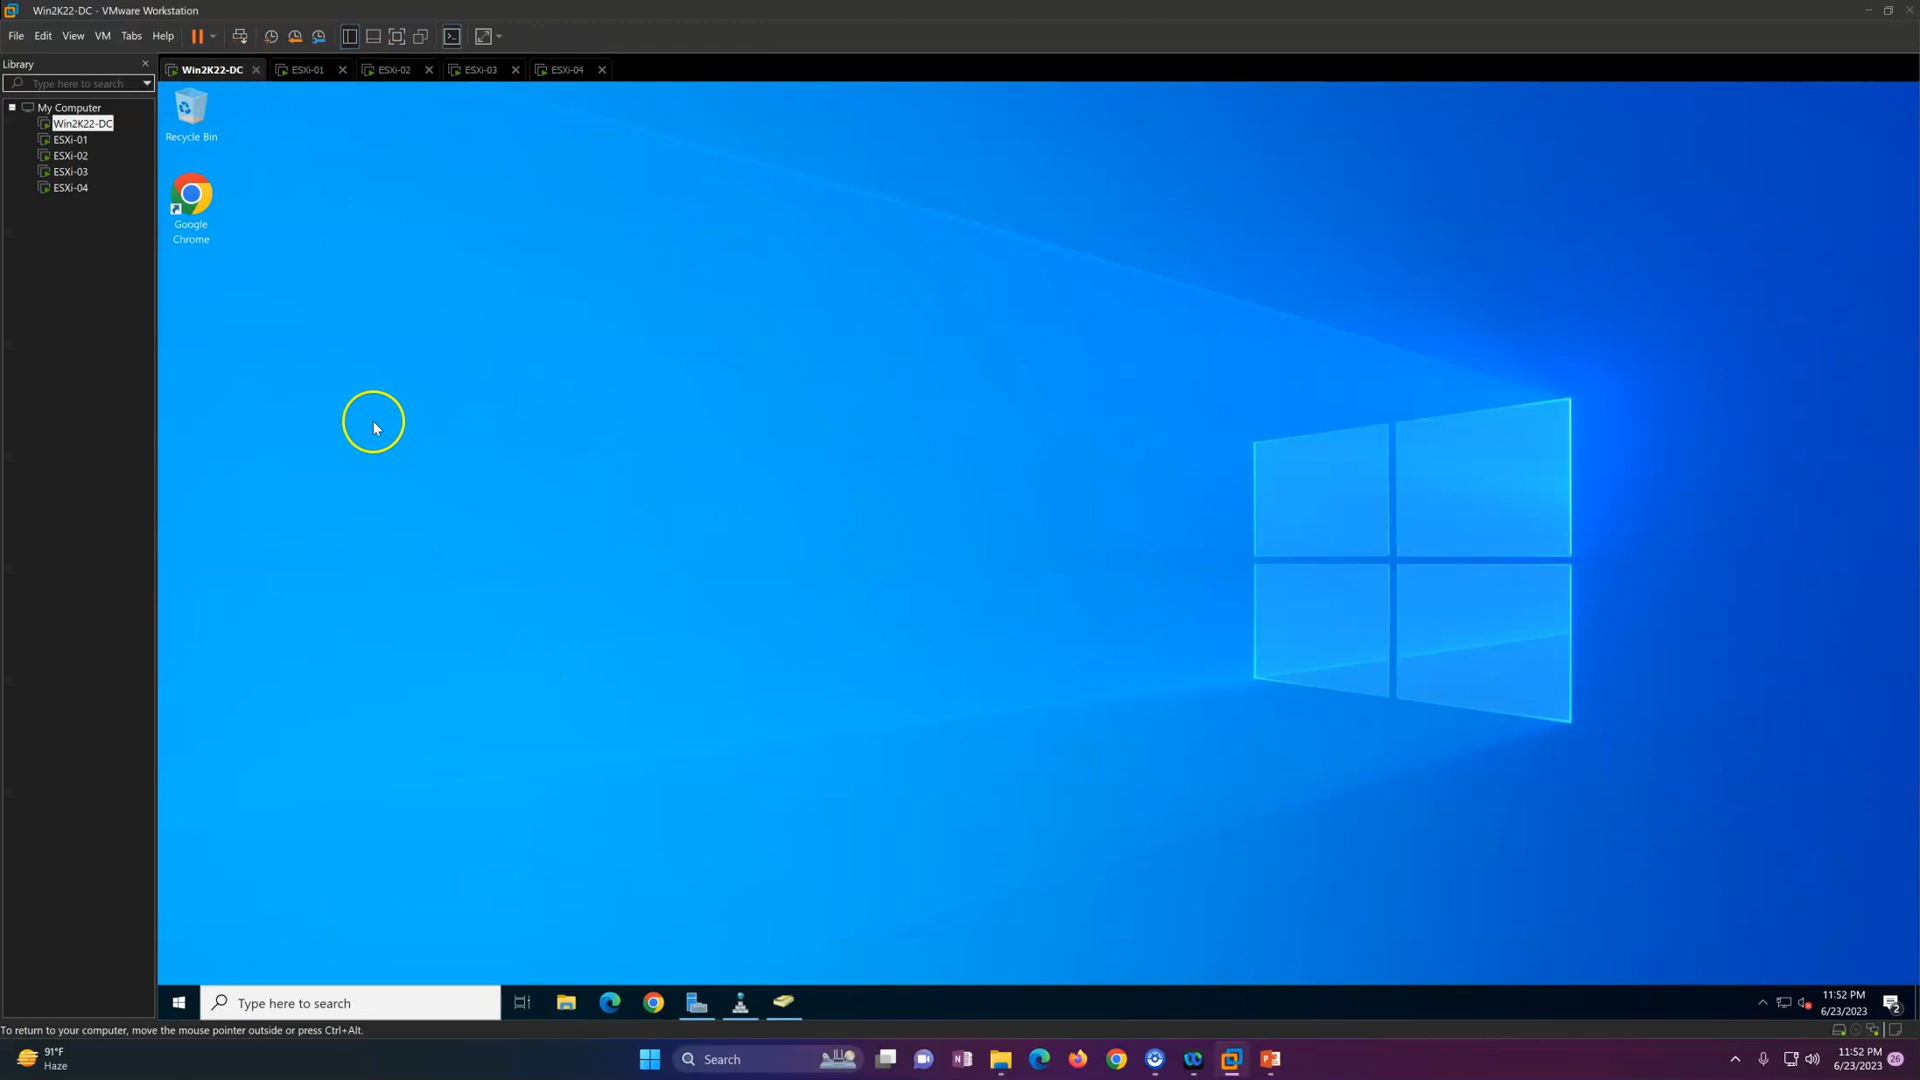 Win2K22-DC - VMware Workstation
File Edit View VM Tabs Help
Library
Type here to search
My Computer
Win2K22-DC
ESXi-01
ESXi-02
ESXi-03
ESXi-04
Win2K22-DC ESXi-01 ESXi-02 ESXi-03 ESXi-04
Recycle Bin
Google
Chrome
Type here to search
11:52 PM
6/23/2023
2
To return to your computer, move the mouse pointer outside or press Ctrl+Alt.
91°F
Haze
Search
11:52 PM
6/23/2023
26